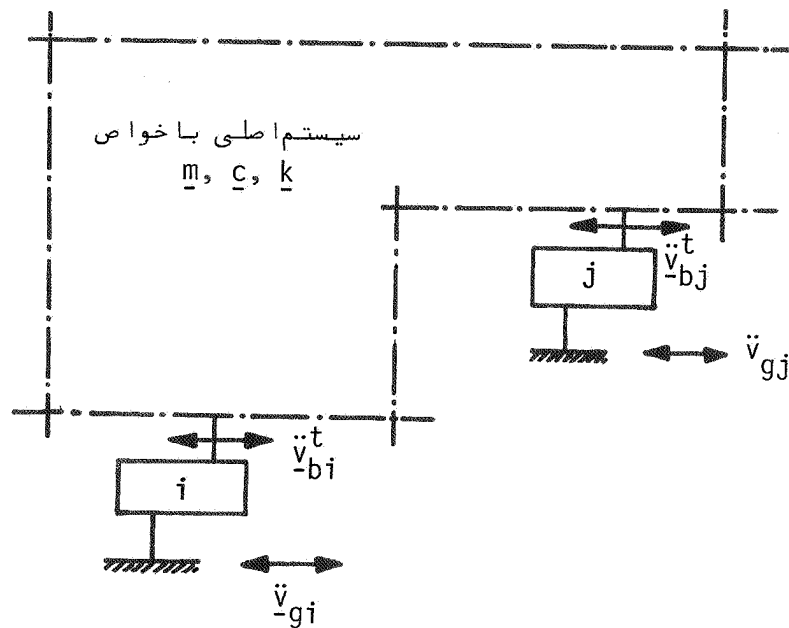 سیستم اصلی با خواص
m, c, k
j
v̈ᵗbj
v̈gj
v̈ᵗbi
i
v̈gi